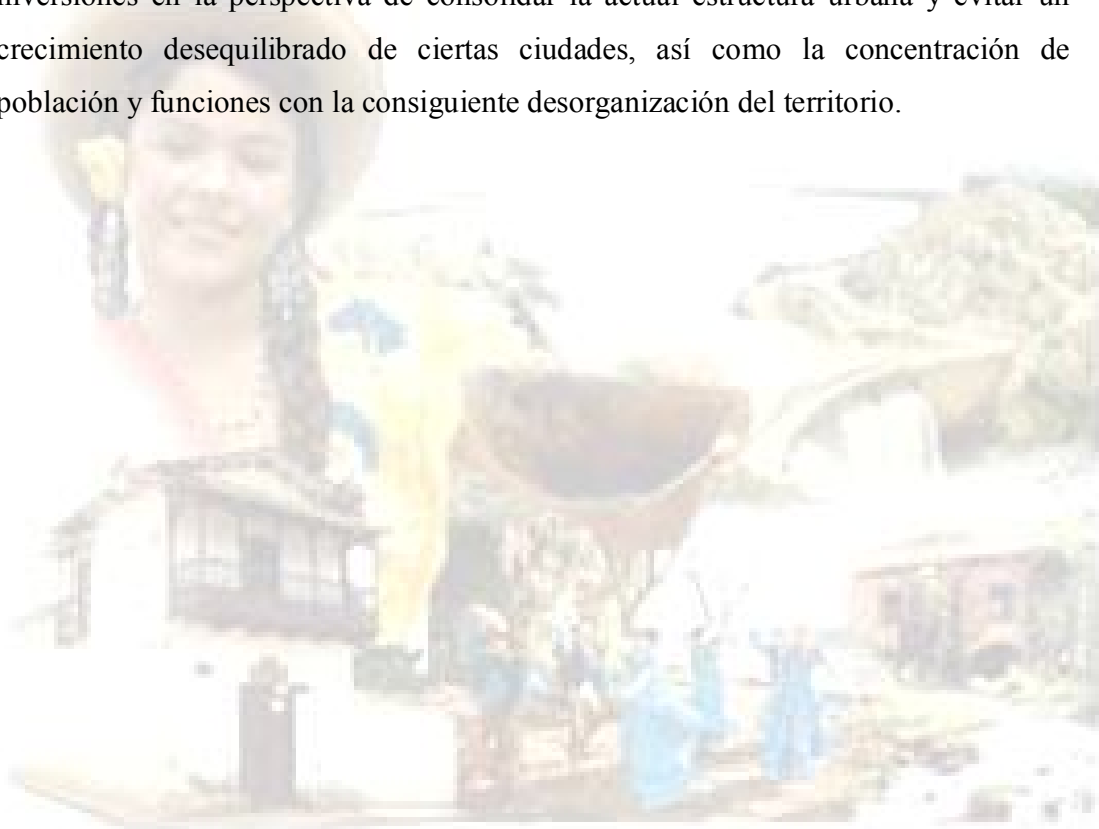 inversiones en la perspectiva de consolidar la actual estructura urbana y evitar un
crecimiento desequilibrado de ciertas ciudades, así como la concentración de
población y funciones con la consiguiente desorganización del territorio.